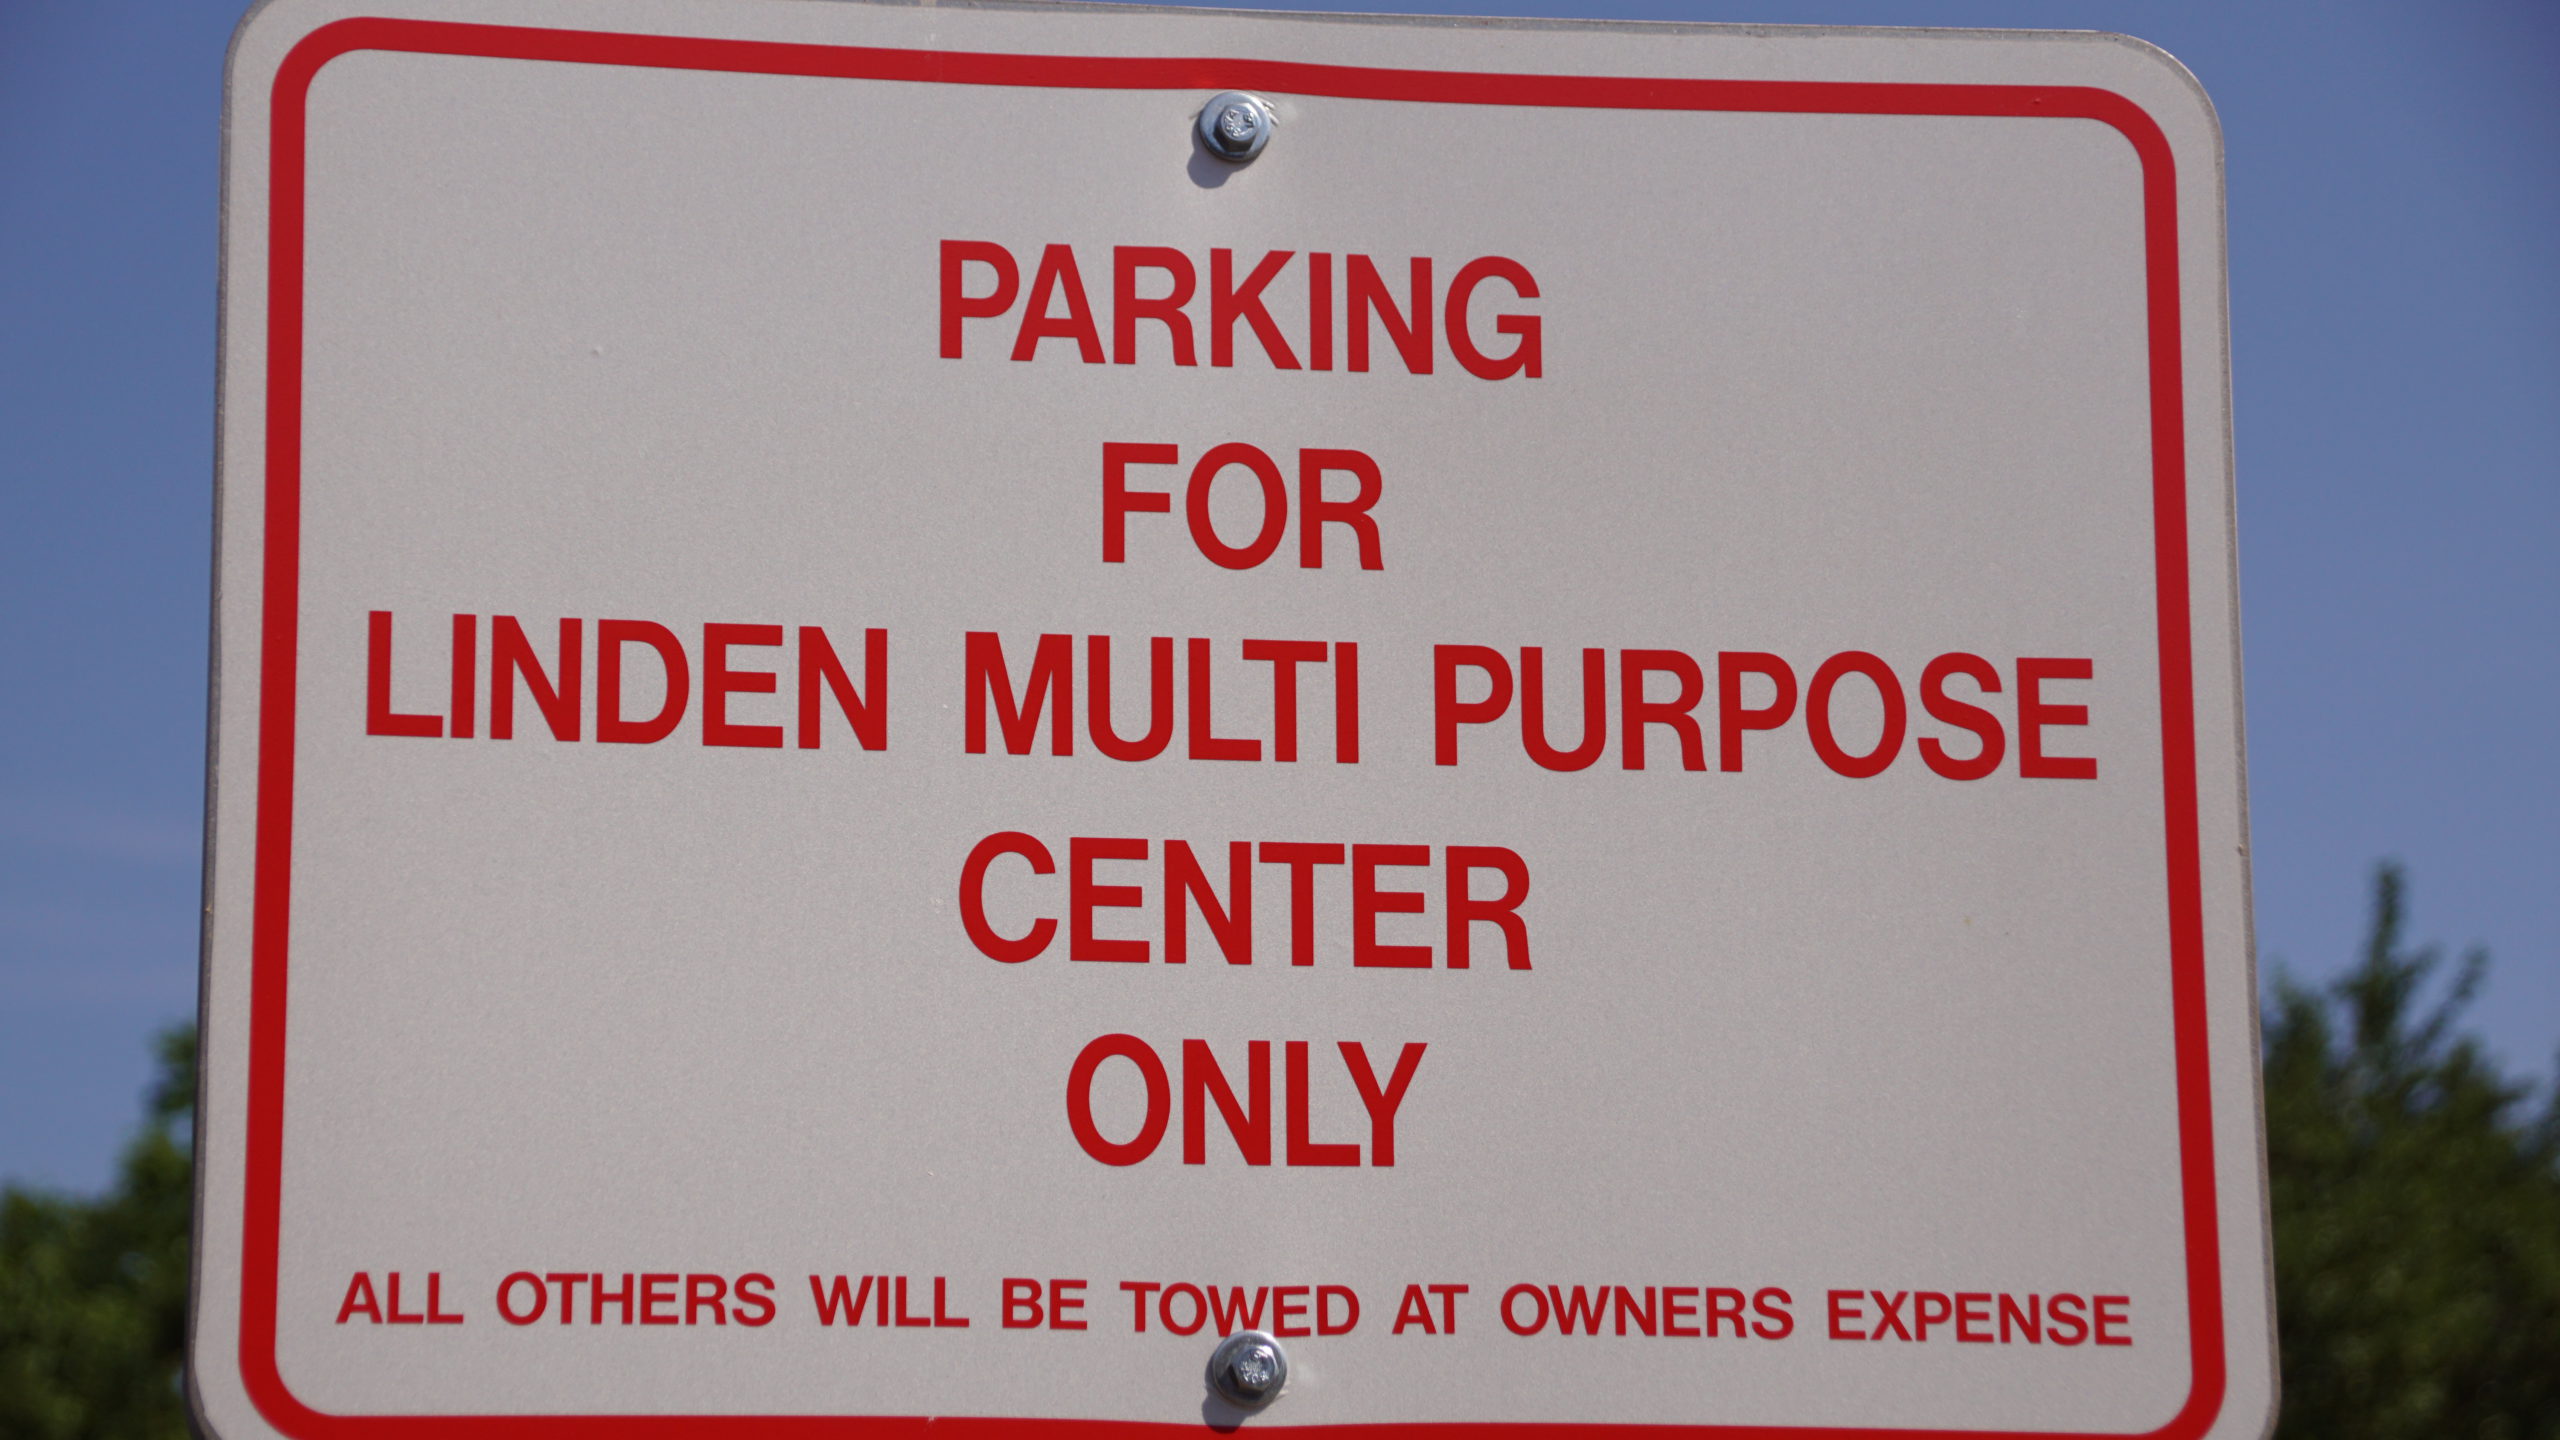 PARKING
FOR
LINDEN MULTI PURPOSE
CENTER
ONLY
ALL OTHERS WILL BE TOWED AT OWNERS EXPENSE